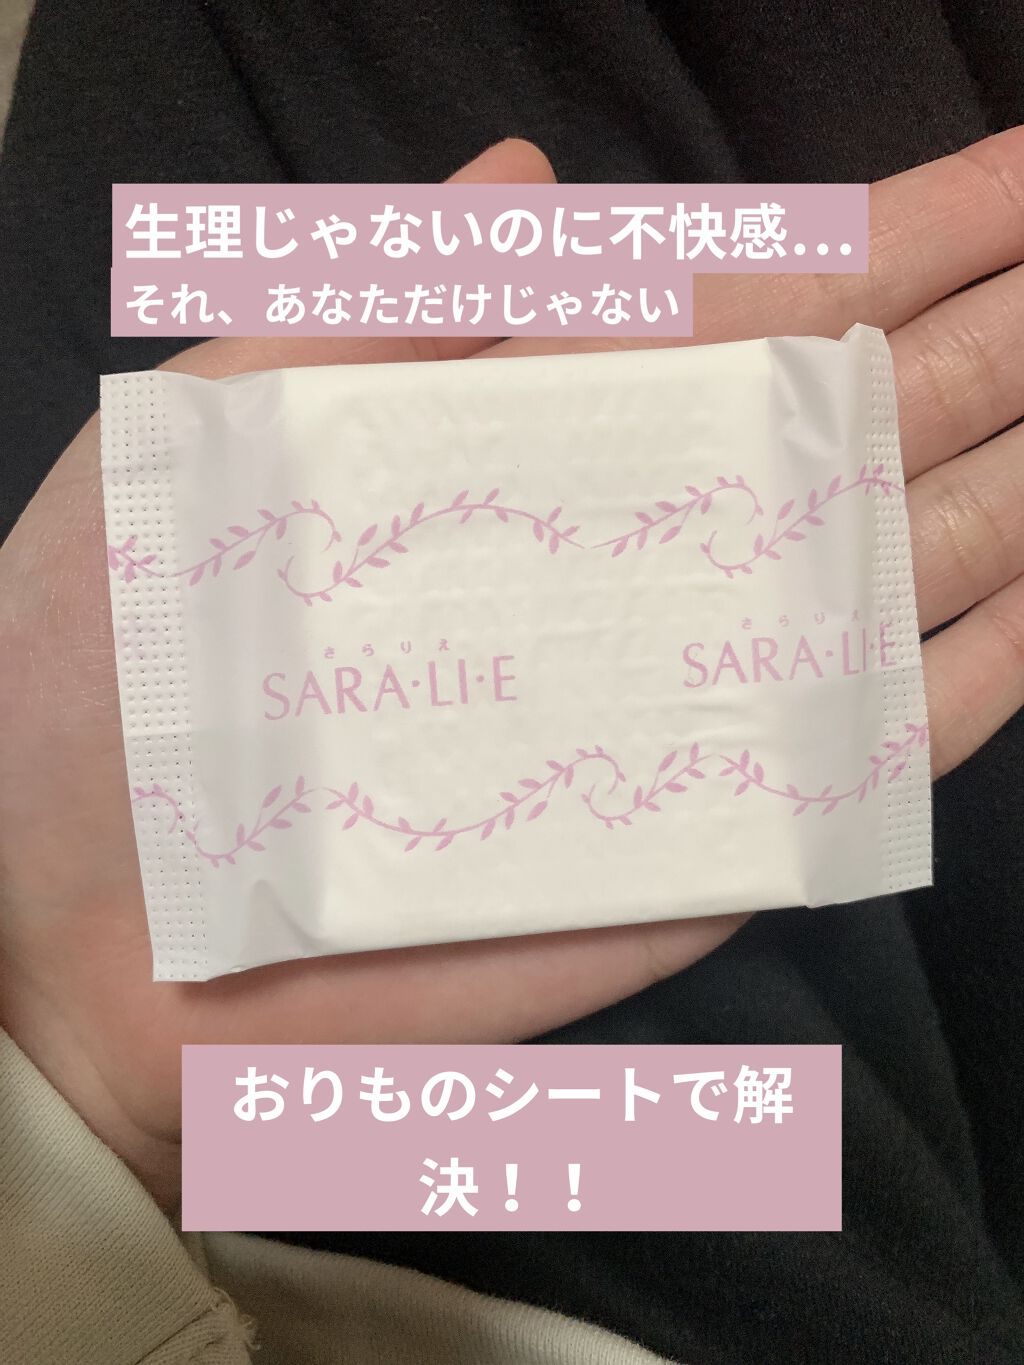 生理じゃないのに不快感…
それ、あなただけじゃない
さらりえ
SARA・LI・E
さらりえ
SARA・LI・E
おりものシートで解
決！！